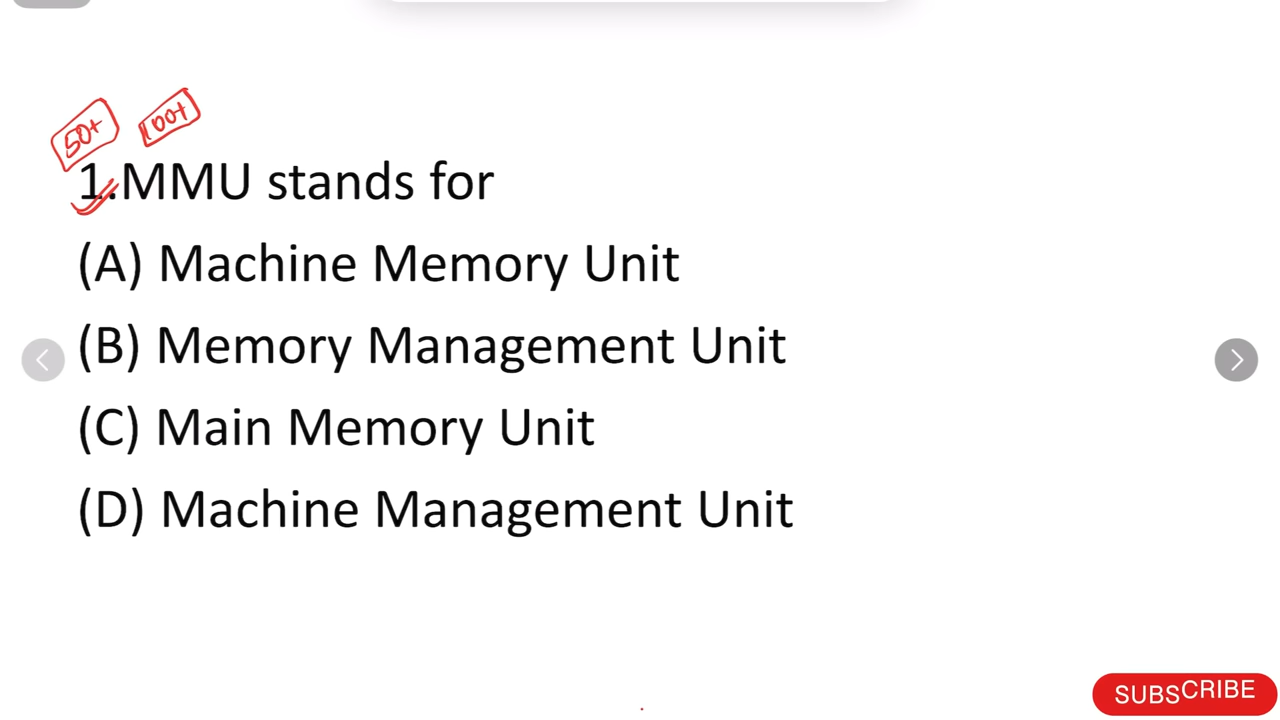 50+ 100+
1.MMU stands for
(A) Machine Memory Unit
(B) Memory Management Unit
(C) Main Memory Unit
(D) Machine Management Unit
SUBSCRIBE